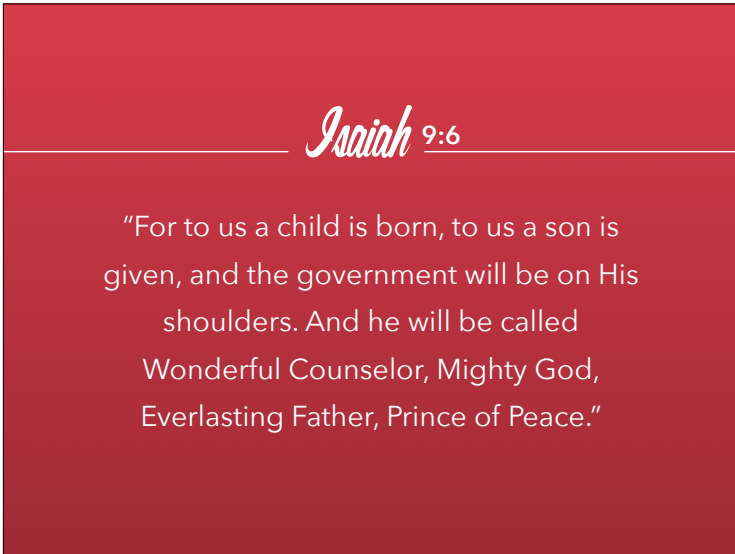 Isaiah 9:6
“For to us a child is born, to us a son is
given, and the government will be on His
shoulders. And he will be called
Wonderful Counselor, Mighty God,
Everlasting Father, Prince of Peace.”